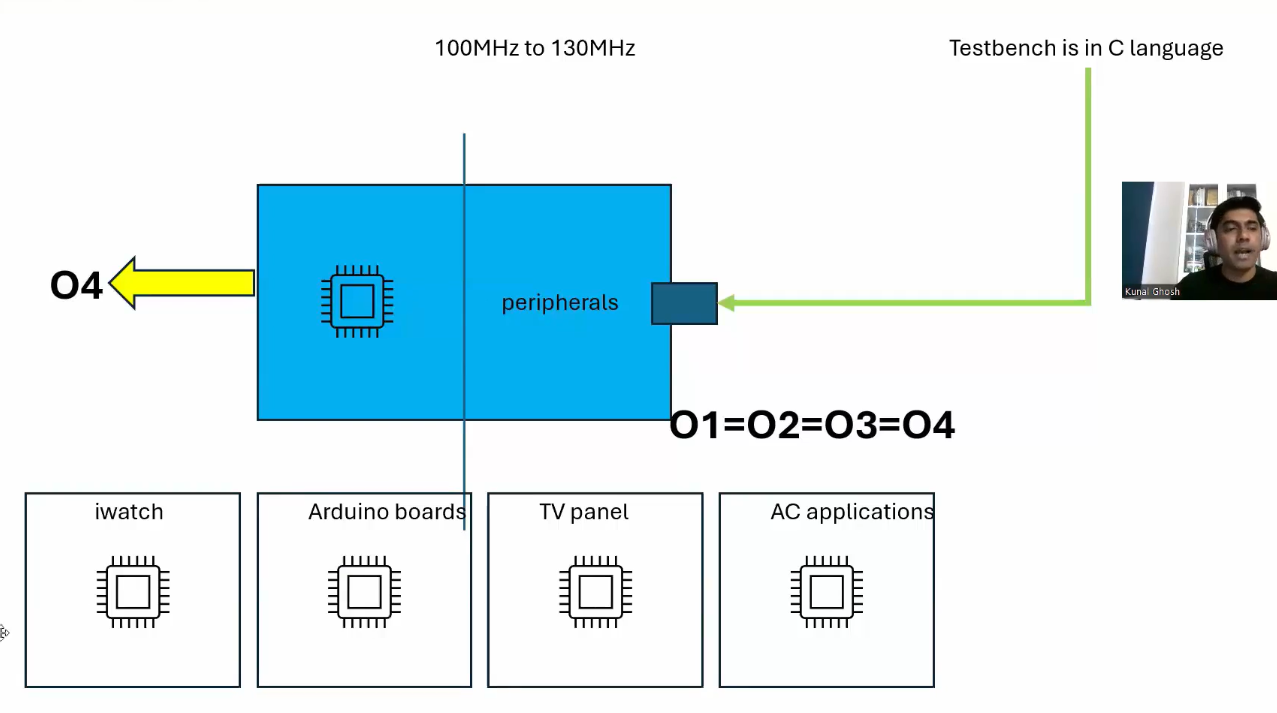 100MHz to 130MHz
Testbench is in C language
O4
peripherals
Kunal Ghosh
O1=O2=O3=O4
iwatch
Arduino boards
TV panel
AC applications